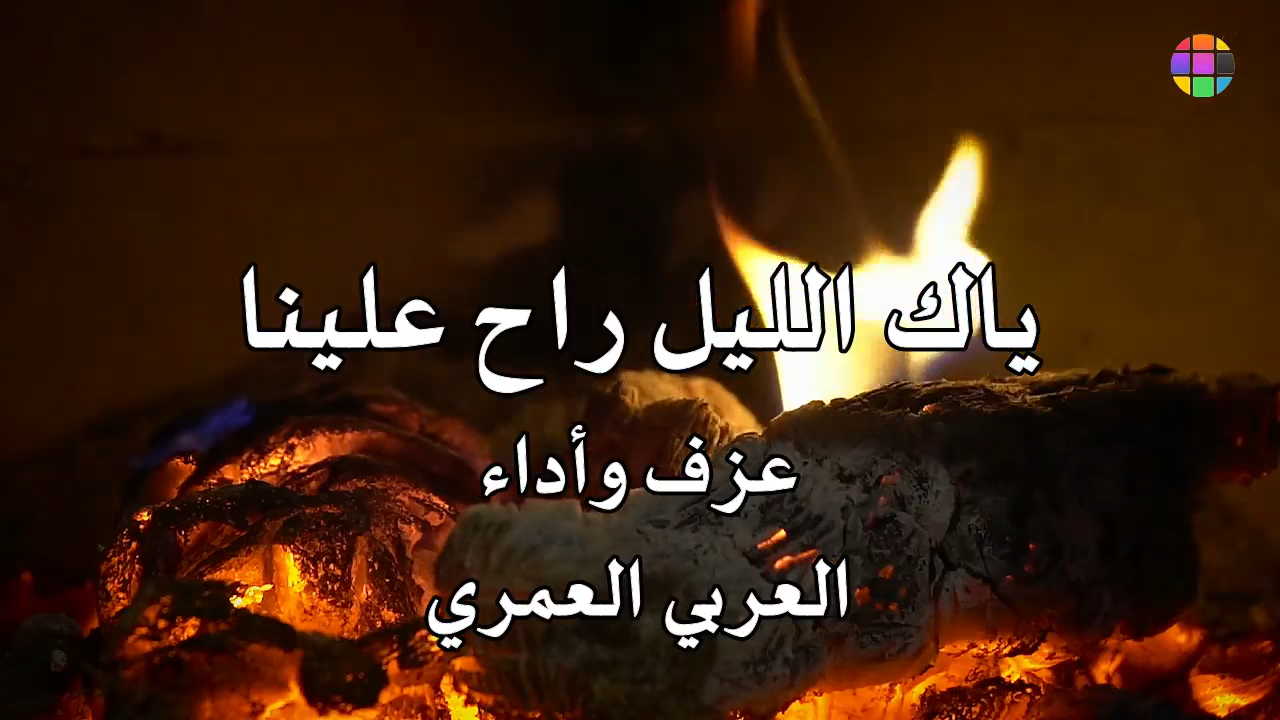 ياك الليل راح علينا
عزف وأداء
العربي العمري